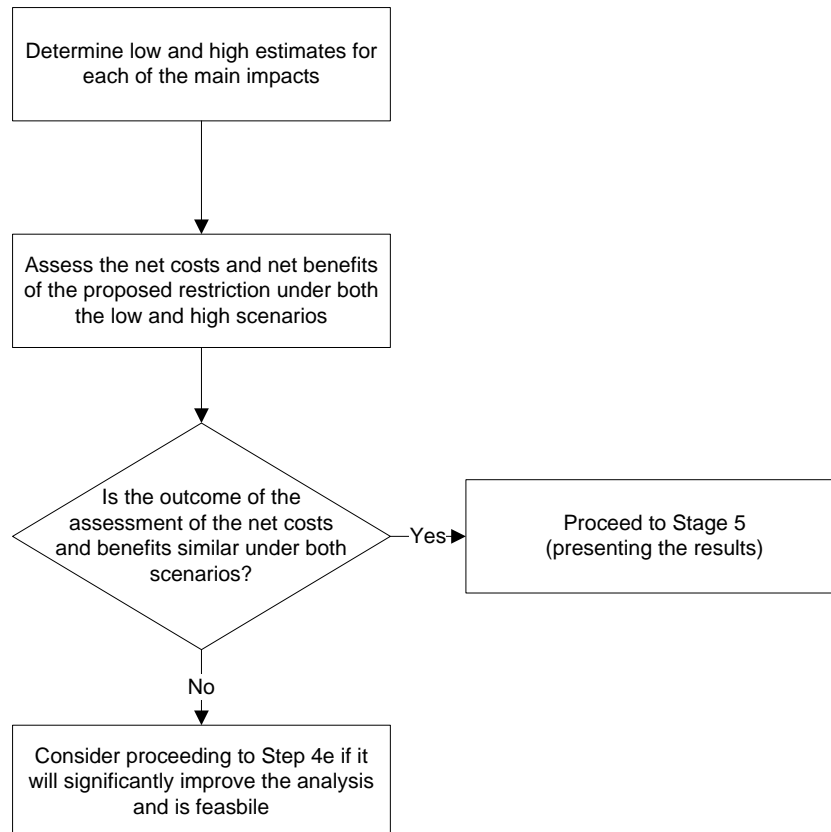 Determine low and high estimates for
each of the main impacts
Assess the net costs and net benefits
of the proposed restriction under both
the low and high scenarios
Is the outcome of the
assessment of the net costs
and benefits similar under both
scenarios?
Yes
Proceed to Stage 5
(presenting the results)
No
Consider proceeding to Step 4e if it
will significantly improve the analysis
and is feasbile